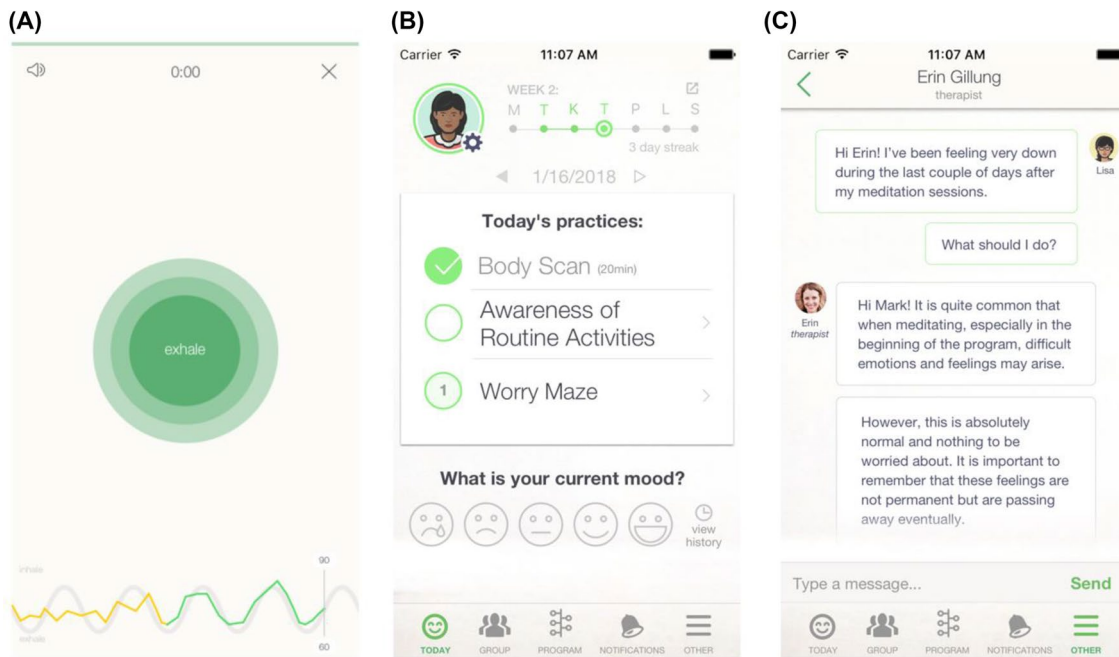 (A)
0:00
exhale
inhale
exhale
90
60
(B)
Carrier
11:07 AM
WEEK 2:
M T K T P L S
3 day streak
1/16/2018
Today's practices:
Body Scan (20min)
Awareness of
Routine Activities
1 Worry Maze
What is your current mood?
view
history
TODAY GROUP PROGRAM NOTIFICATIONS OTHER
(C)
Carrier
11:07 AM
Erin Gillung
therapist
Hi Erin! I've been feeling very down
during the last couple of days after
my meditation sessions.
Lisa
What should I do?
Erin
therapist
Hi Mark! It is quite common that
when meditating, especially in the
beginning of the program, difficult
emotions and feelings may arise.
However, this is absolutely
normal and nothing to be
worried about. It is important to
remember that these feelings are
not permanent but are passing
away eventually.
Type a message...
Send
TODAY GROUP PROGRAM NOTIFICATIONS OTHER